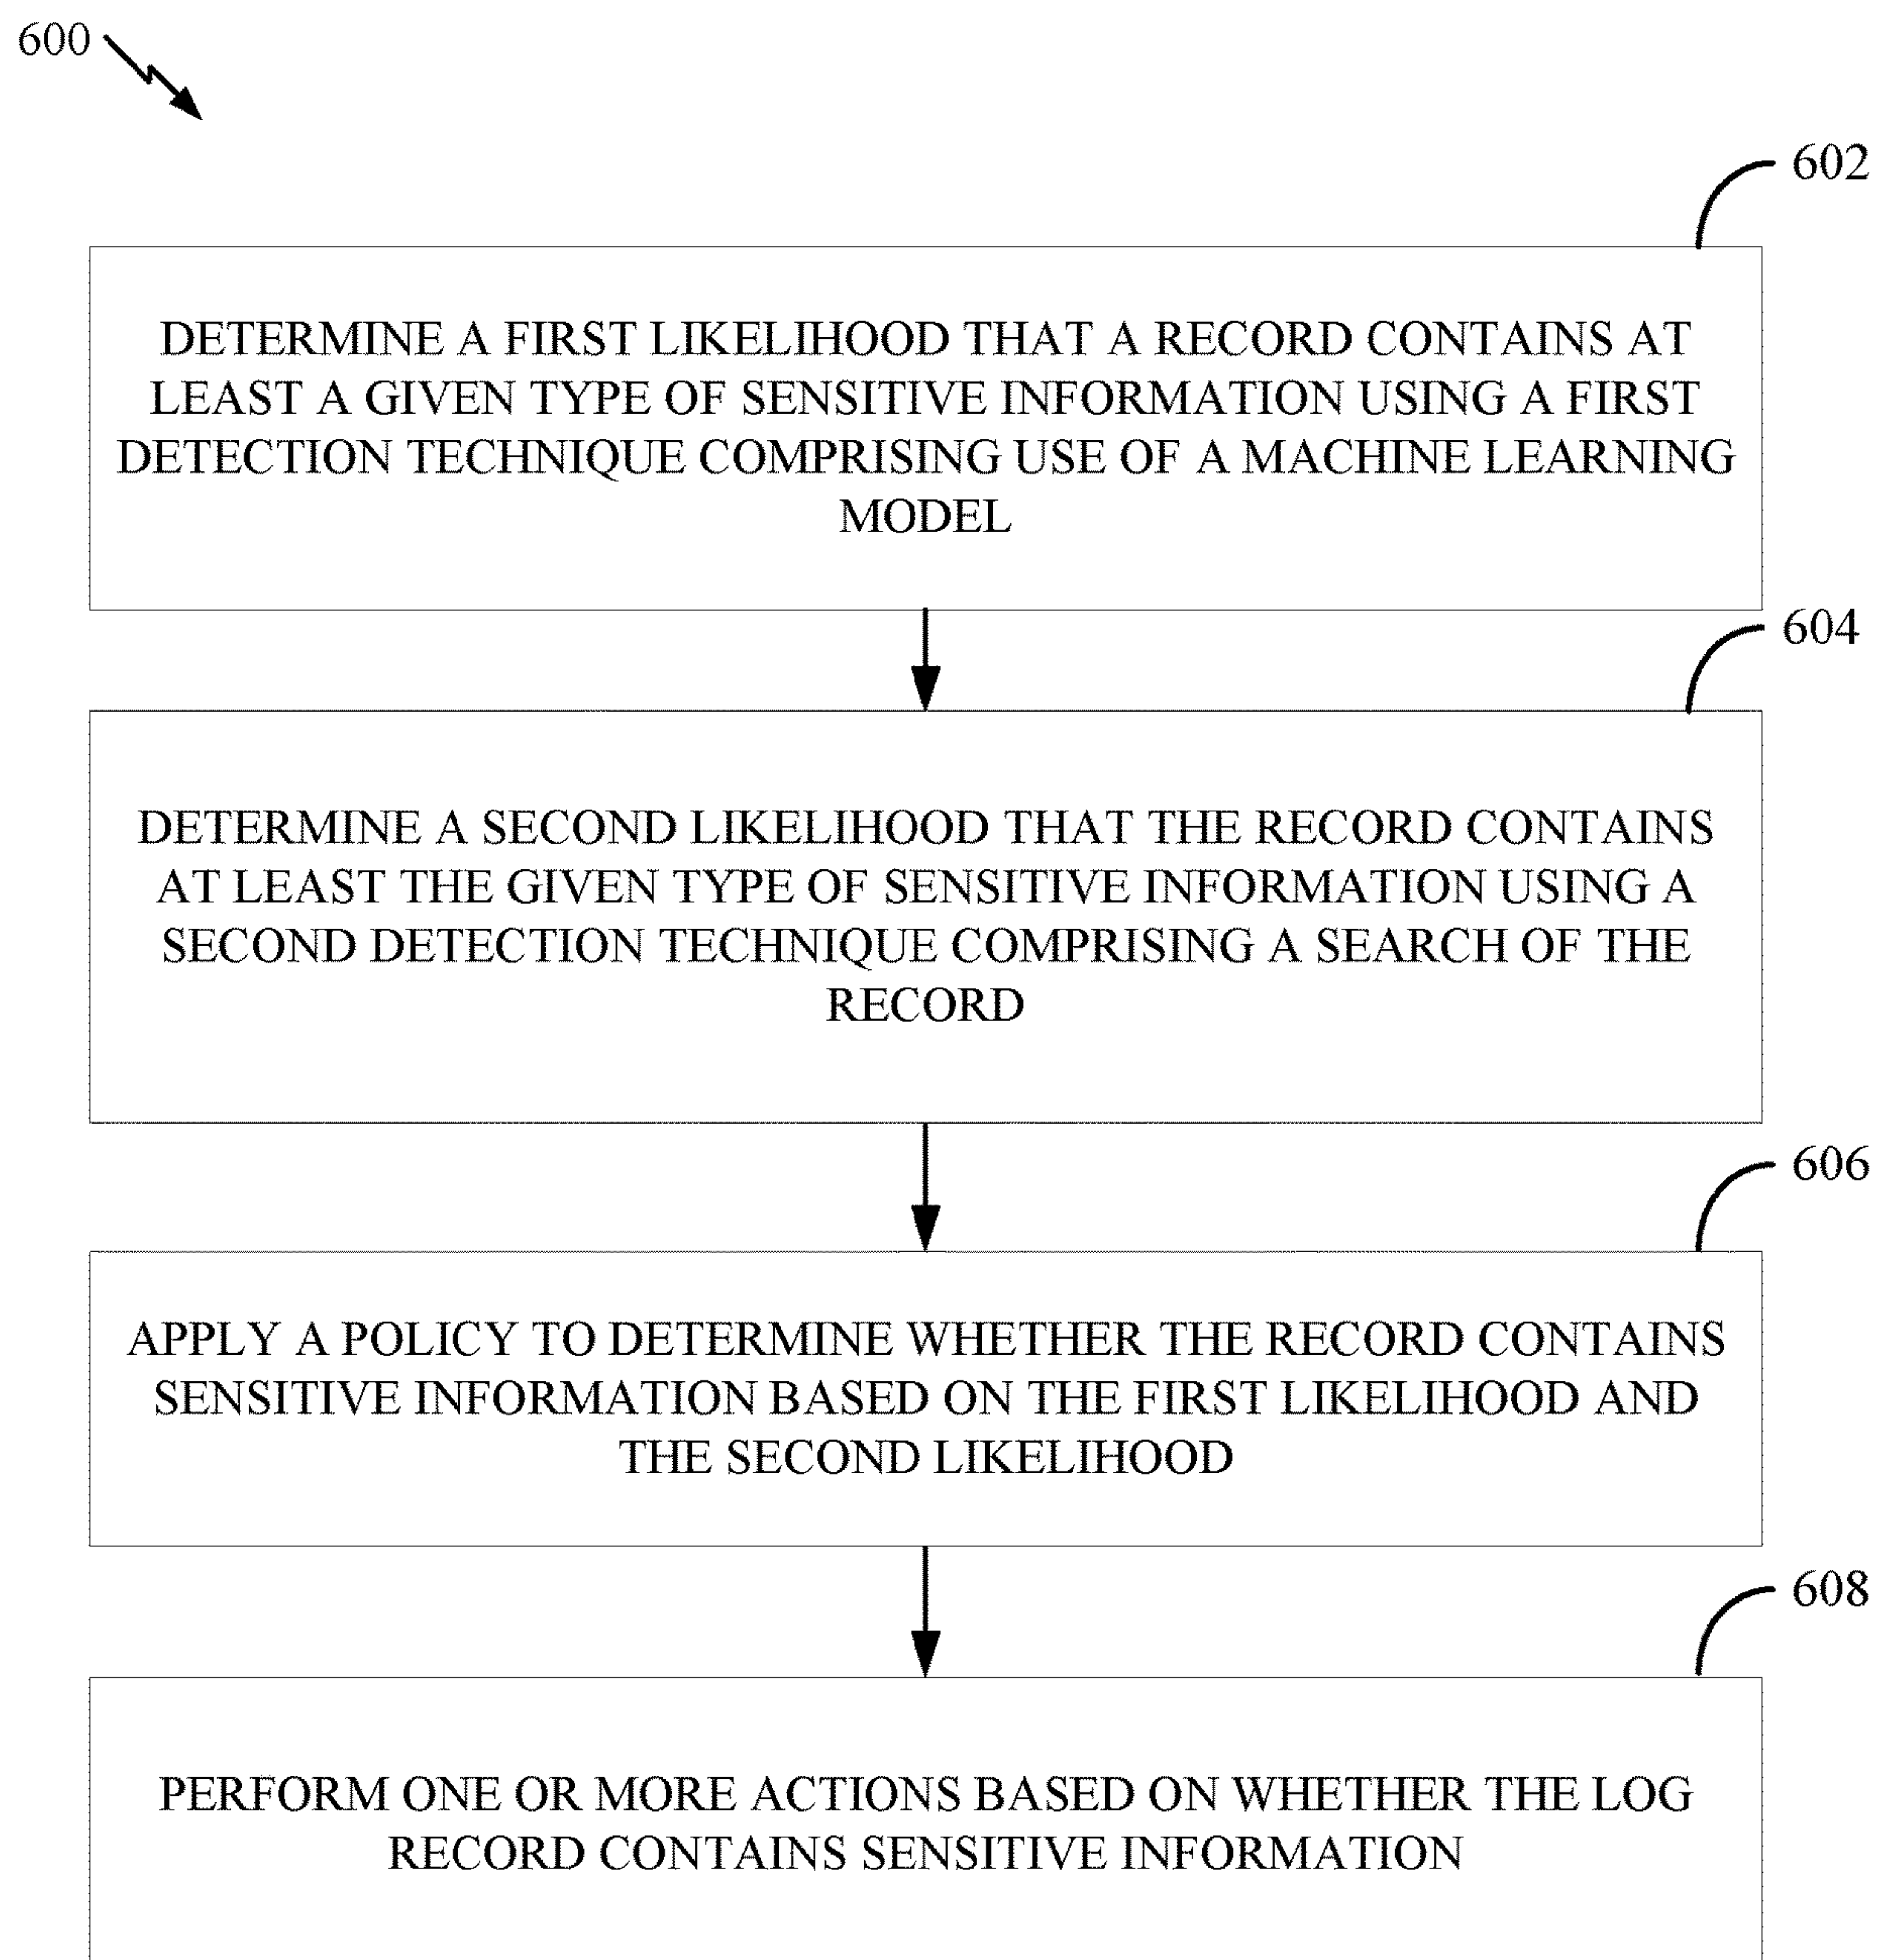 600
602
DETERMINE A FIRST LIKELIHOOD THAT A RECORD CONTAINS AT
LEAST A GIVEN TYPE OF SENSITIVE INFORMATION USING A FIRST
DETECTION TECHNIQUE COMPRISING USE OF A MACHINE LEARNING
MODEL
604
DETERMINE A SECOND LIKELIHOOD THAT THE RECORD CONTAINS
AT LEAST THE GIVEN TYPE OF SENSITIVE INFORMATION USING A
SECOND DETECTION TECHNIQUE COMPRISING A SEARCH OF THE
RECORD
606
APPLY A POLICY TO DETERMINE WHETHER THE RECORD CONTAINS
SENSITIVE INFORMATION BASED ON THE FIRST LIKELIHOOD AND
THE SECOND LIKELIHOOD
608
PERFORM ONE OR MORE ACTIONS BASED ON WHETHER THE LOG
RECORD CONTAINS SENSITIVE INFORMATION